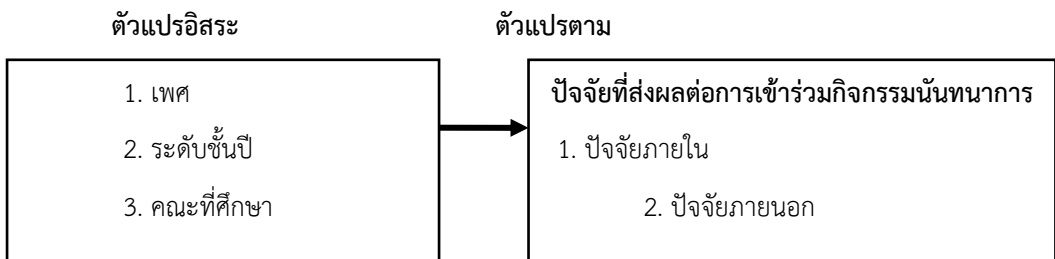 ตัวแปรอิสระ
ตัวแปรตาม
1. เพศ
2. ระดับชั้นปี
3. คณะที่ศึกษา
ปัจจัยที่ส่งผลต่อการเข้าร่วมกิจกรรมนันทนาการ
1. ปัจจัยภายใน
2. ปัจจัยภายนอก